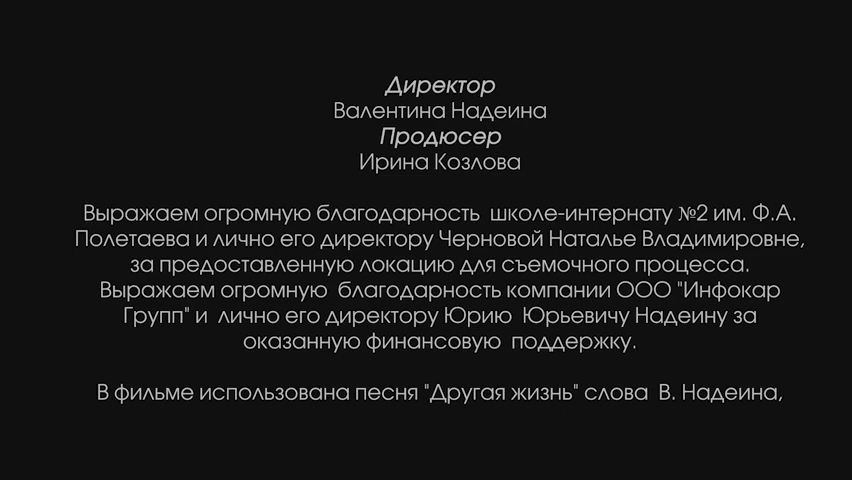 Директор
Валентина Надеина
Продюсер
Ирина Козлова
Выражаем огромную благодарность школе-интернату №2 им. Ф.А.
Полетаева и лично его директору Черновой Наталье Владимировне,
за предоставленную локацию для съемочного процесса.
Выражаем огромную благодарность компании ООО "Инфокар
Групп" и лично его директору Юрию Юрьевичу Надеину за
оказанную финансовую поддержку.
В фильме использована песня "Другая жизнь" слова В. Надеина,